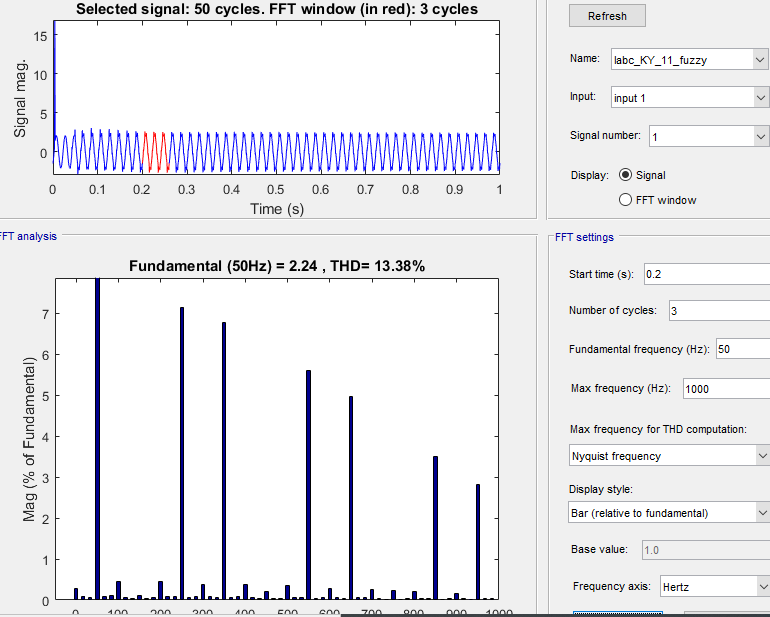 Selected signal: 50 cycles. FFT window (in red): 3 cycles
15
10
5
0
Signal mag.
0 0.1 0.2 0.3 0.4 0.5 0.6 0.7 0.8 0.9 1
Time (s)
Refresh
Name: Iabc_KY_11_fuzzy
Input: input 1
Signal number: 1
Display: Signal
FFT window
FFT analysis
Fundamental (50Hz) = 2.24 , THD= 13.38%
7
6
5
4
3
2
1
0
Mag (% of Fundamental)
0 100 200 300 400 500 600 700 800 900 1000
FFT settings
Start time (s): 0.2
Number of cycles: 3
Fundamental frequency (Hz): 50
Max frequency (Hz): 1000
Max frequency for THD computation:
Nyquist frequency
Display style:
Bar (relative to fundamental)
Base value: 1.0
Frequency axis: Hertz